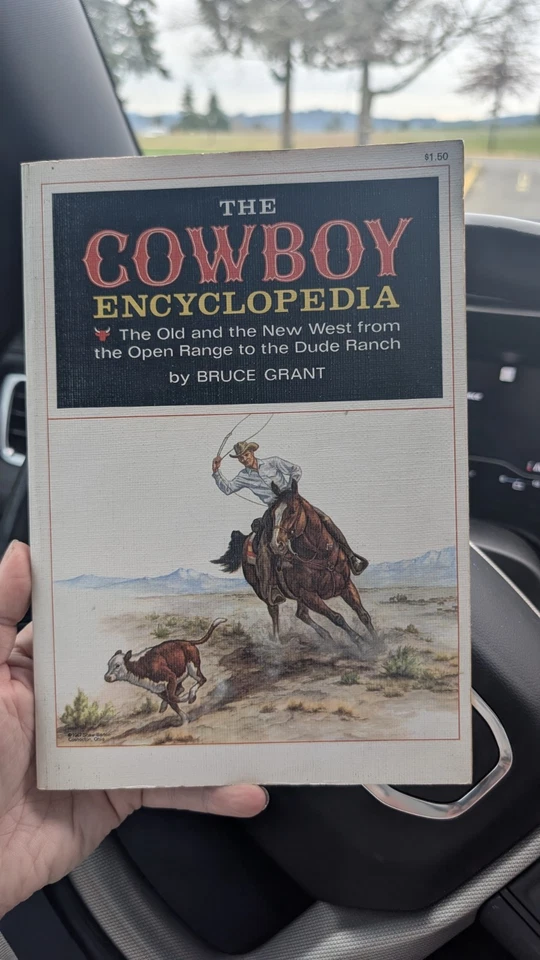 $1.50
THE
COWBOY
ENCYCLOPEDIA
The Old and the New West from
the Open Range to the Dude Ranch
by BRUCE GRANT